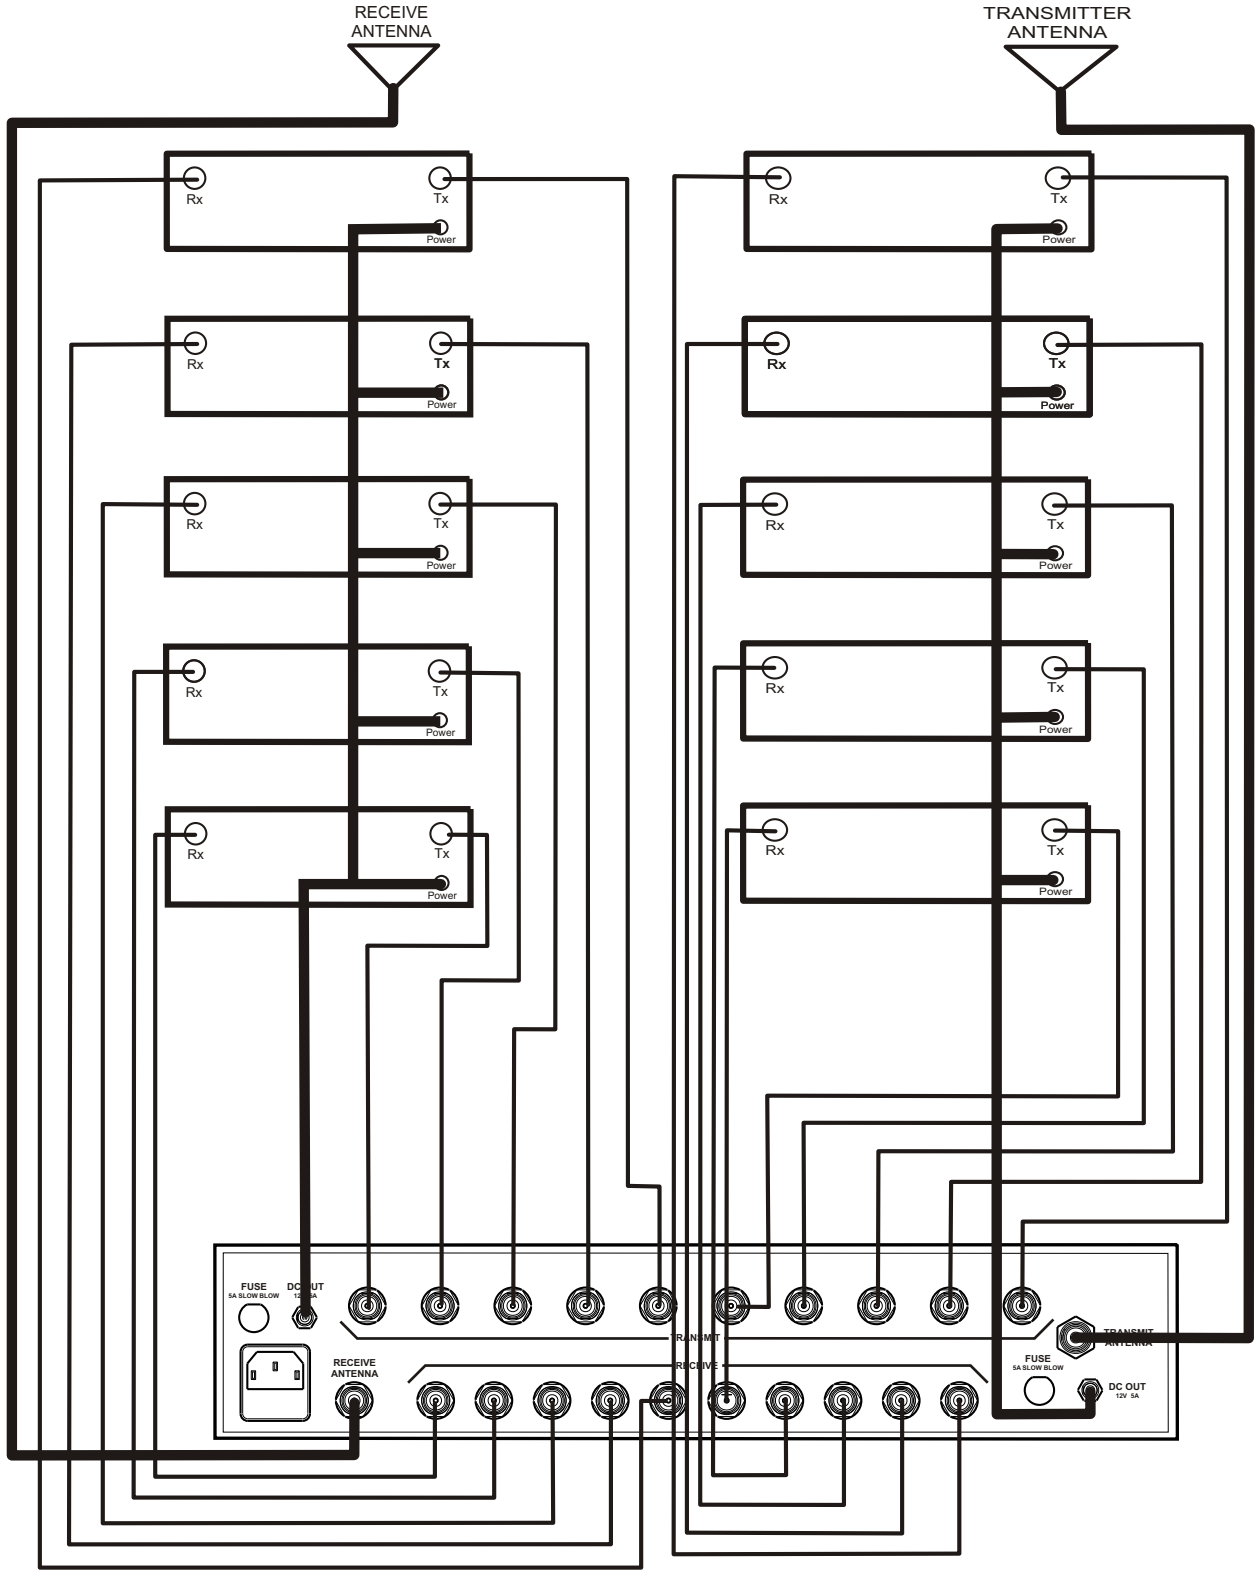 RECEIVE
ANTENNA
TRANSMITTER
ANTENNA
Rx
Tx
Power
Rx
Tx
Power
Rx
Tx
Power
Rx
Tx
Power
Rx
Tx
Power
Rx
Tx
Power
Rx
Tx
Power
Rx
Tx
Power
Rx
Tx
Power
Rx
Tx
Power
FUSE
5A SLOW BLOW
DC OUT
12V 5A
TRANSMIT
TRANSMIT
ANTENNA
RECEIVE
ANTENNA
RECEIVE
FUSE
5A SLOW BLOW
DC OUT
12V 5A